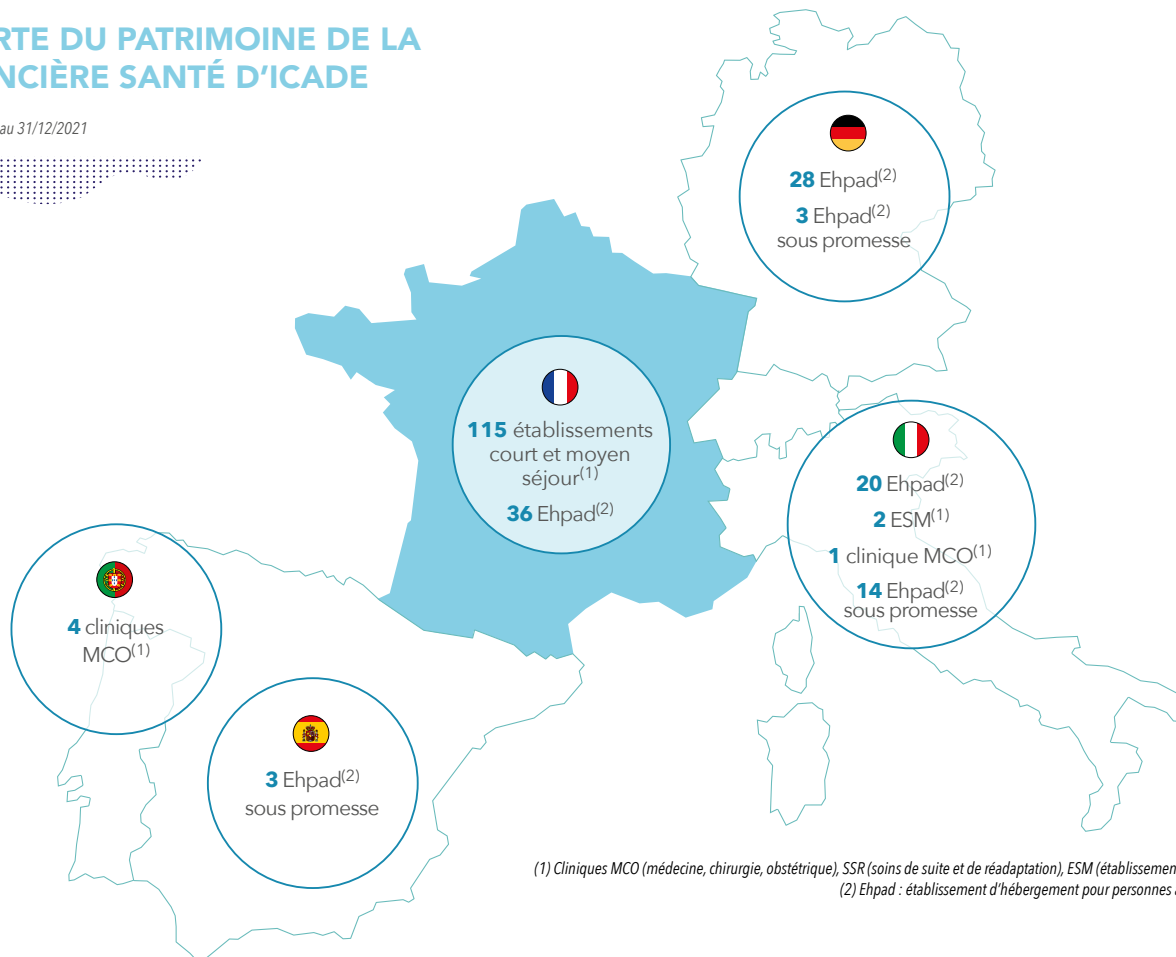 RTE DU PATRIMOINE DE LA
NCIÈRE SANTÉ D'ICADE
au 31/12/2021
28 Ehpad(2)
3 Ehpad(2)
sous promesse
115 établissements
court et moyen
séjour(1)
36 Ehpad(2)
20 Ehpad(2)
2 ESM(1)
1 clinique MCO(1)
14 Ehpad(2)
sous promesse
4 cliniques
MCO(1)
3 Ehpad(2)
sous promesse
(1) Cliniques MCO (médecine, chirurgie, obstétrique), SSR (soins de suite et de réadaptation), ESM (établissemen
(2) Ehpad : établissement d'hébergement pour personnes a